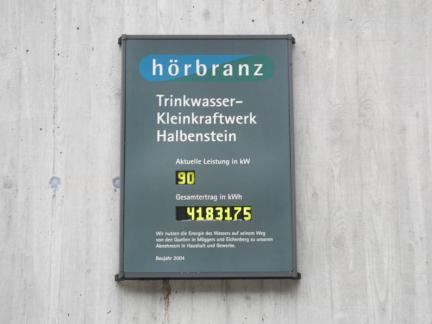 hörbranz
Trinkwasser-
Kleinkraftwerk
Halbenstein
Aktuelle Leistung in kW
90
Gesamtertrag in kWh
4183175
Wir nutzen die Energie des Wassers auf seinem Weg
von den Quellen in Möggers und Eichenberg zu unseren
Abnehmern in Haushalt und Gewerbe.
Baujahr 2004